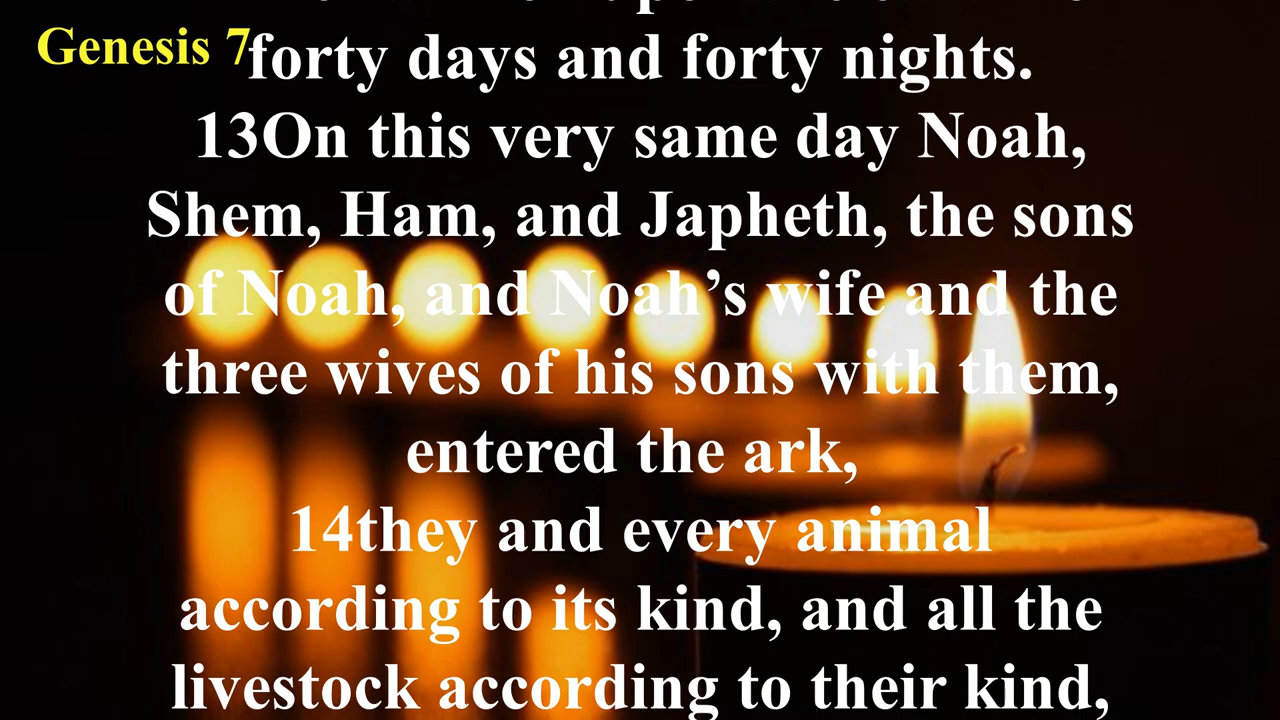 Genesis 7
forty days and forty nights.
13On this very same day Noah,
Shem, Ham, and Japheth, the sons
of Noah, and Noah’s wife and the
three wives of his sons with them,
entered the ark,
14they and every animal
according to its kind, and all the
livestock according to their kind,